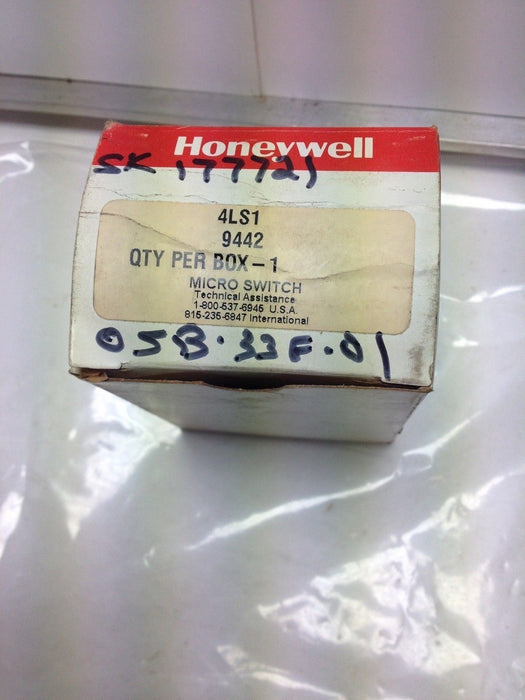 Honeywell
SK 177721
4LS1
9442
QTY PER BOX-1
MICRO SWITCH
Technical Assistance
1-800-537-6945 U.S.A.
815-235-6847 International
05B.33F.01